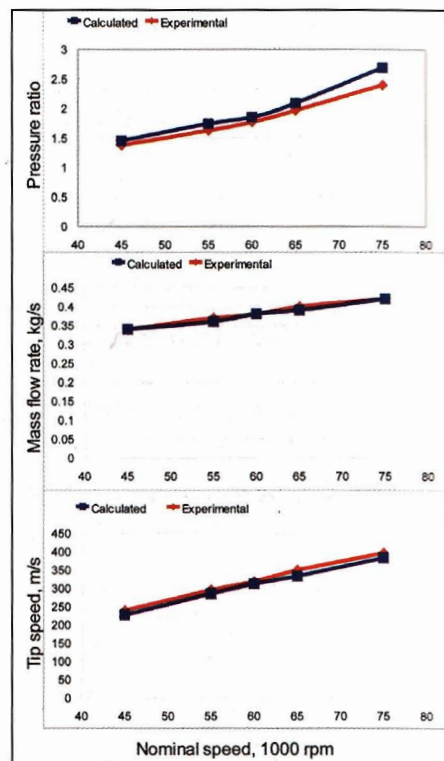 Calculated Experimental
3
2.5
2
1.5
1
0.5
0
Pressure ratio
40 45 50 55 60 65 70 75 80
Calculated Experimental
0.45
0.4
0.35
0.3
0.25
0.2
0.15
0.1
0.05
0
Mass flow rate, kg/s
40 45 50 55 60 65 70 75 80
Calculated Experimental
450
400
350
300
250
200
150
100
50
0
Tip speed, m/s
40 45 50 55 60 65 70 75 80
Nominal speed, 1000 rpm